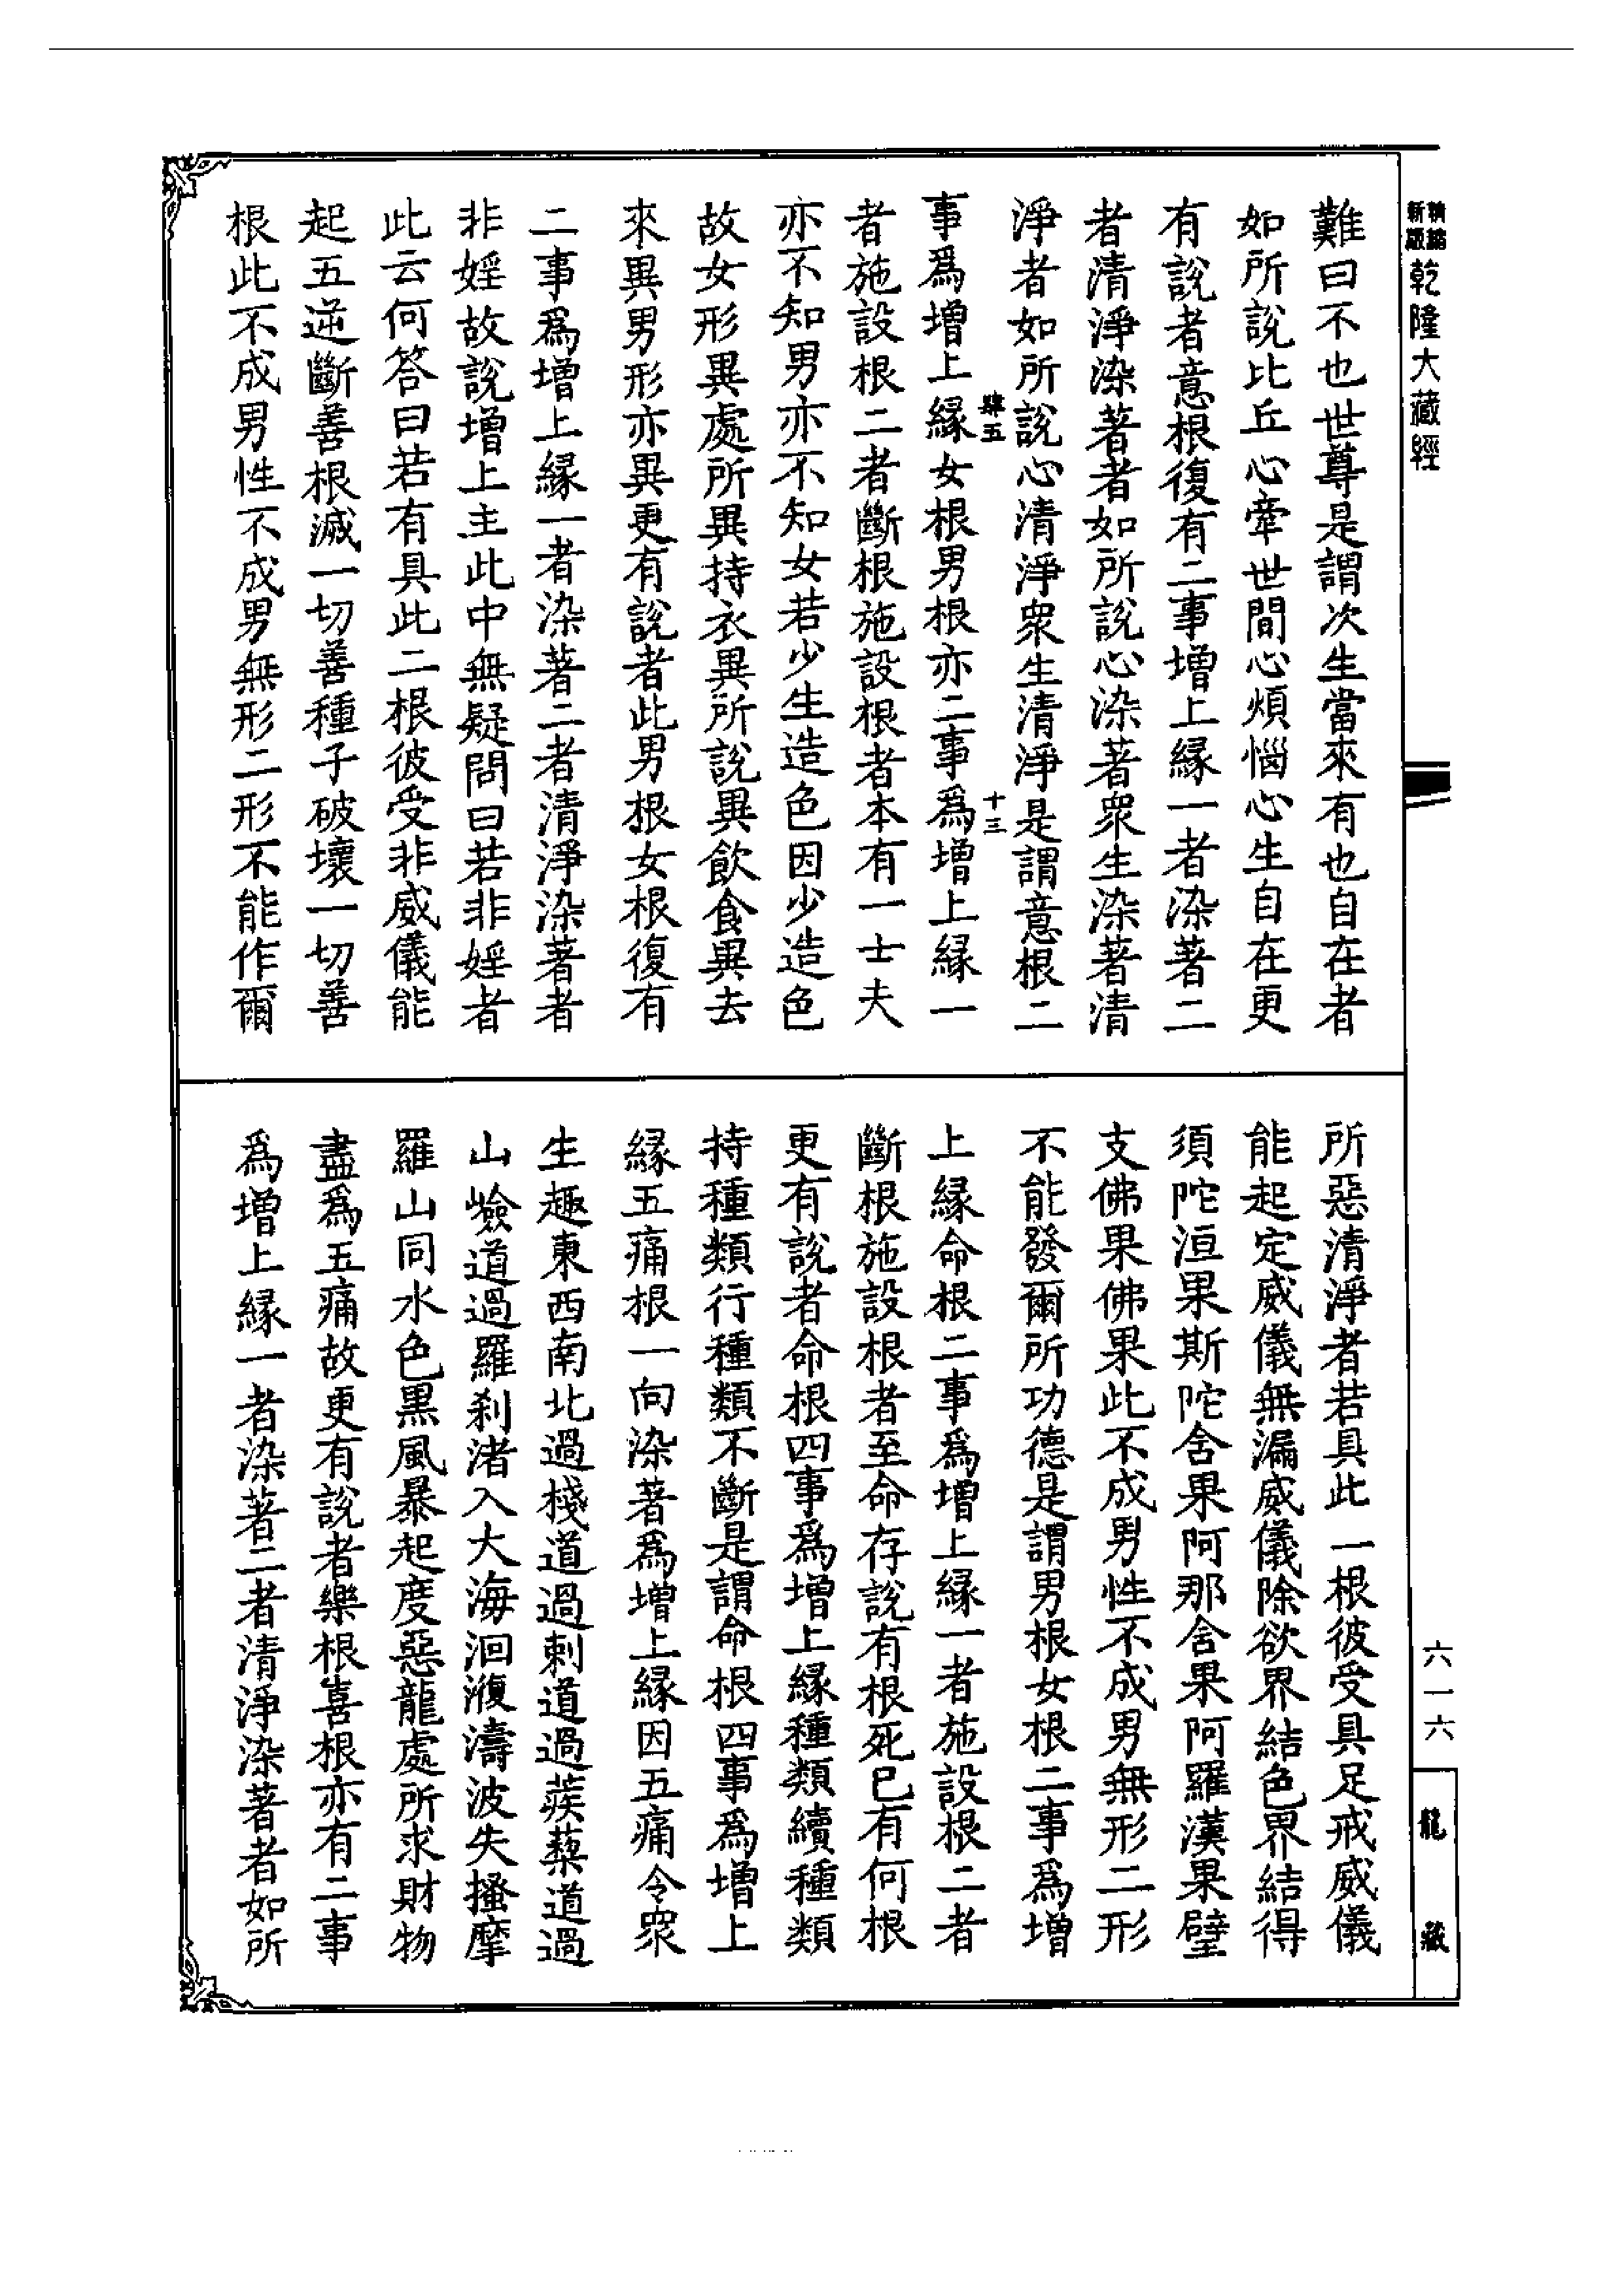 新編
縮版
乾隆大藏經
難曰不也世尊是謂次生當來有也自在者
如所說比丘心牽世間心煩惱心生自在更
有說者意根復有二事增上緣一者染著二
者清淨染著者如所說心染著眾生染著清
淨者如所說心清淨眾生清淨是謂意根二
肆五
十三
事為增上緣女根男根亦二事為增上緣一
者施設根二者斷根施設根者本有一士夫
亦不知男亦不知女若少生造色因少造色
故女形異處所異持衣異所說異飲食異去
來異男形亦異更有說者此男根女根復有
二事為增上緣一者染著二者清淨染著者
非婬故說增上主此中無疑問曰若非婬者
此云何答曰若有具此二根彼受非威儀能
起五逆斷善根滅一切善種子破壞一切善
根此不成男性不成男無形二形不能作爾
所惡清淨者若具此一根彼受具足戒威儀
能起定威儀無漏威儀除欲界結色界結得
須陀洹果斯陀含果阿那含果阿羅漢果辟
支佛果佛果此不成男性不成男無形二形
不能發爾所功德是謂男根女根二事為增
上緣命根二事為增上緣一者施設根二者
斷根施設根者至命存說有根死已有何根
更有說者命根四事為增上緣種類續種類
持種類行種類不斷是謂命根四事為增上
緣五痛根一向染著為增上緣因五痛令眾
生趣東西南北過棧道過刺道過蒺蔾道過
山嶮道過羅剎渚入大海洄澓濤波失搔摩
羅山同水色黑風暴起度惡龍處所求財物
盡為五痛故更有說者樂根喜根亦有二事
為增上緣一者染著二者清淨染著者如所
六一六
龍藏